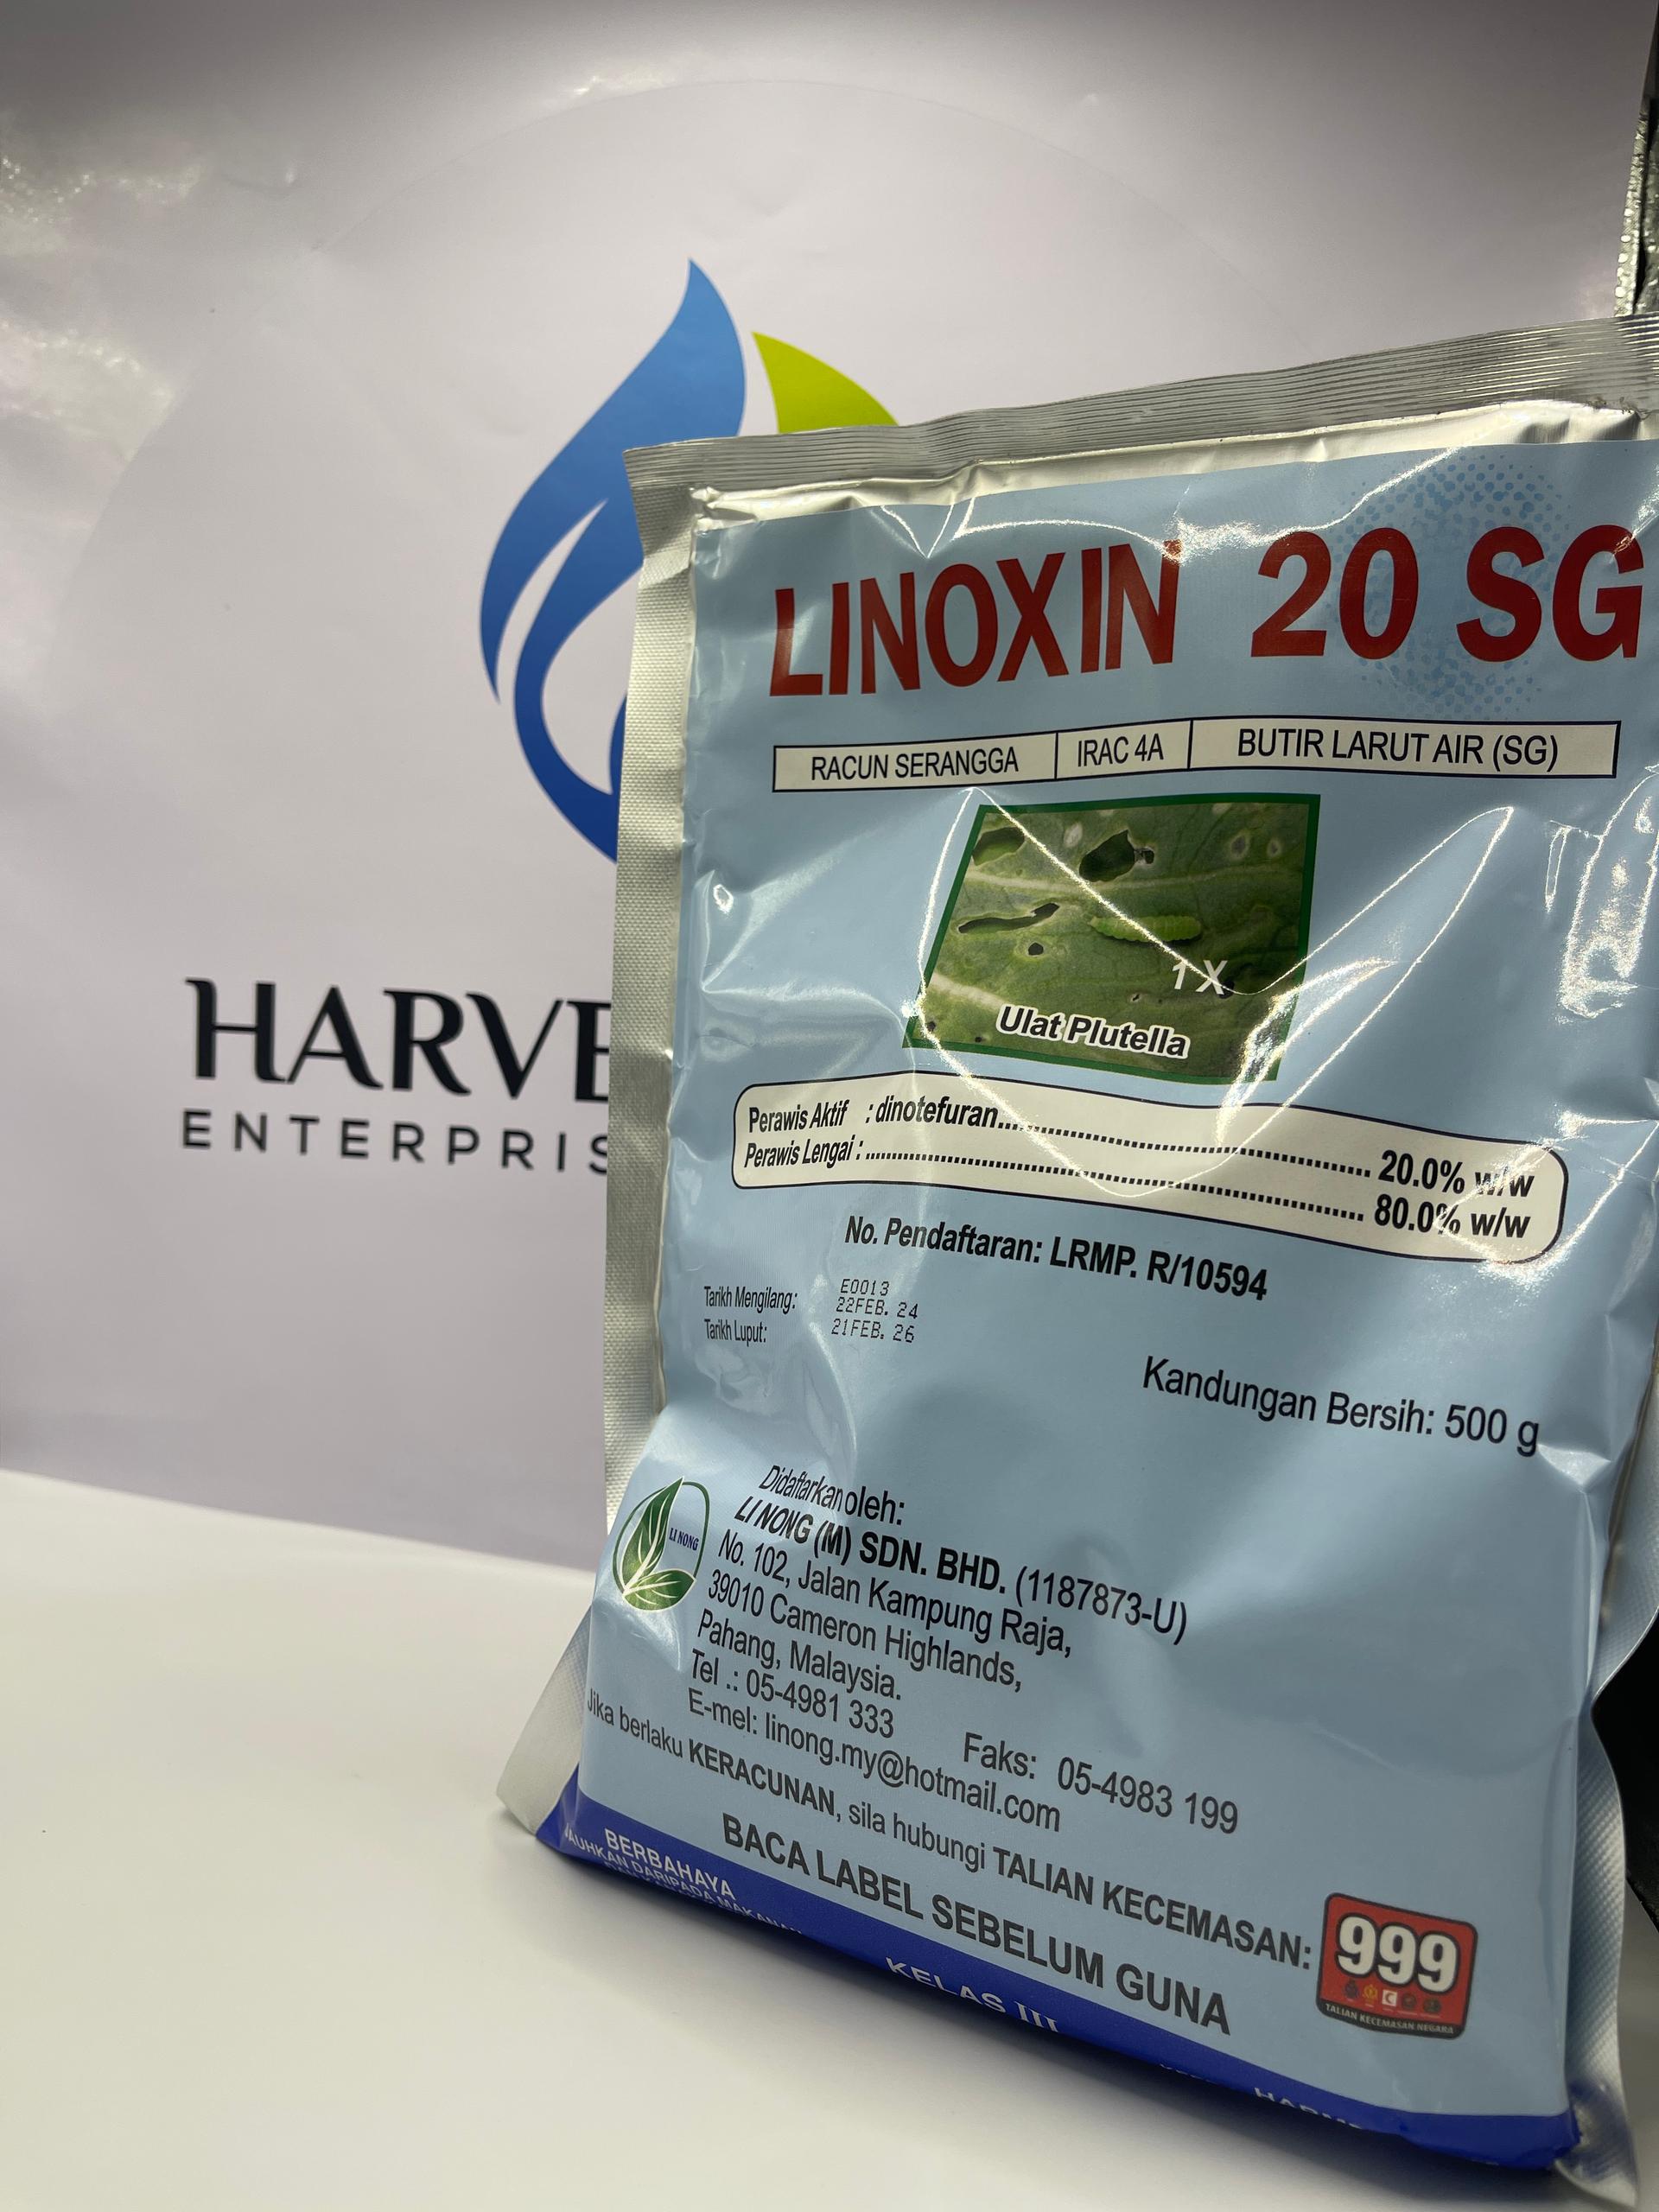 HARVE
ENTERPRIS
LINOXIN 20 SG
RACUN SERANGGA IRAC 4A BUTIR LARUT AIR (SG)
1 X
Ulat Plutella
Perawis Aktif : dinotefuran.............................................. 20.0% w/w
Perawis Lengai : ................................................................ 80.0% w/w
No. Pendaftaran: LRMP. R/10594
E0013
Tarikh Mengilang: 22FEB. 24
Tarikh Luput: 21FEB. 26
Kandungan Bersih: 500 g
LI NONG
Didaftarkan oleh:
LI NONG (M) SDN. BHD. (1187873-U)
No. 102, Jalan Kampung Raja,
39010 Cameron Highlands,
Pahang, Malaysia.
Tel .: 05-4981 333 Faks: 05-4983 199
E-mel: linong.my@hotmail.com
Jika berlaku KERACUNAN, sila hubungi TALIAN KECEMASAN:
999
TALIAN KECEMASAN NEGARA
BACA LABEL SEBELUM GUNA
BERBAHAYA
JAUHKAN DARIPADA MAKANAN
KELAS III